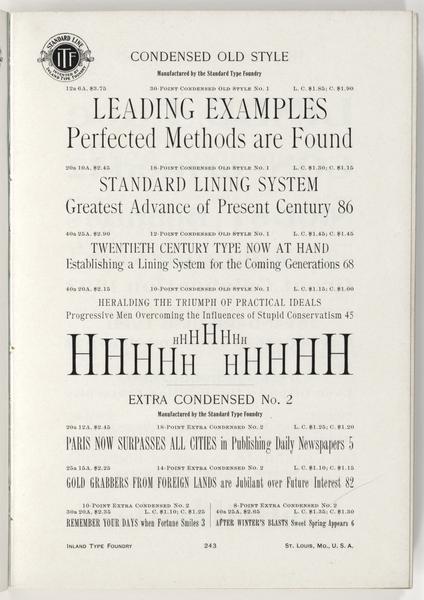 STANDARD LINE
ITF
INVENTED BY
INLAND TYPE FOUNDRY
CONDENSED OLD STYLE
Manufactured by the Standard Type Foundry
12A 6A, $3.75 30-Point Condensed Old Style No. 1 L. C. $1.85; C. $1.90
LEADING EXAMPLES
Perfected Methods are Found
20A 10A, $2.45 18-Point Condensed Old Style No. 1 L. C. $1.30; C. $1.15
STANDARD LINING SYSTEM
Greatest Advance of Present Century 86
40A 25A, $2.90 12-Point Condensed Old Style No. 1 L. C. $1.45; C. $1.45
TWENTIETH CENTURY TYPE NOW AT HAND
Establishing a Lining System for the Coming Generations 68
40A 20A, $2.15 10-Point Condensed Old Style No. 1 L. C. $1.15; C. $1.00
HERALDING THE TRIUMPH OF PRACTICAL IDEALS
Progressive Men Overcoming the Influences of Stupid Conservatism 45
HHHHHHH
HHHHH HHHHH
EXTRA CONDENSED No. 2
Manufactured by the Standard Type Foundry
20A 12A, $2.45 18-Point Extra Condensed No. 2 L. C. $1.25; C. $1.20
PARIS NOW SURPASSES ALL CITIES in Publishing Daily Newspapers 5
25A 15A, $2.25 14-Point Extra Condensed No. 2 L. C. $1.10; C. $1.15
GOLD GRABBERS FROM FOREIGN LANDS are Jubilant over Future Interest 82
10-Point Extra Condensed No. 2
30A 20A, $2.35 L. C. $1.10; C. $1.25
REMEMBER YOUR DAYS when Fortune Smiles 3
8-Point Extra Condensed No. 2
40A 25A, $2.65 L. C. $1.35; C. $1.30
AFTER WINTER'S BLASTS Sweet Spring Appears 6
Inland Type Foundry 243 St. Louis, Mo., U. S. A.